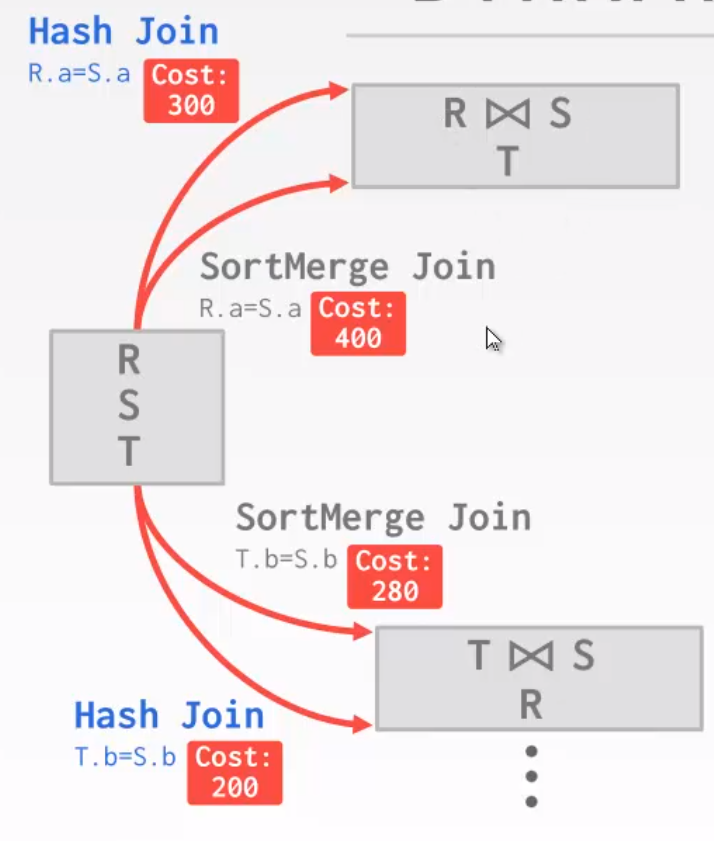 Hash Join
R.a=S.a
Cost:
300
R ⋈ S
T
SortMerge Join
R.a=S.a
Cost:
400
R
S
T
SortMerge Join
T.b=S.b
Cost:
280
T ⋈ S
R
Hash Join
T.b=S.b
Cost:
200